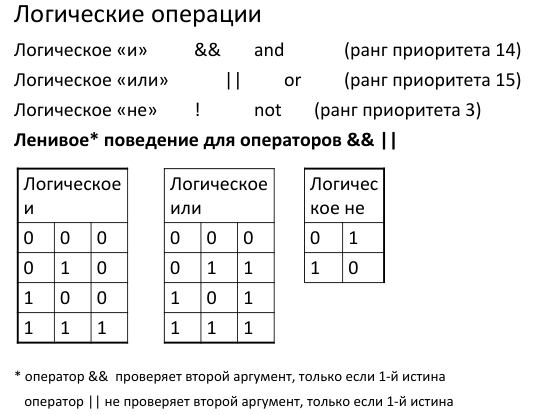 Логические операции
Логическое «и» && and (ранг приоритета 14)
Логическое «или» || or (ранг приоритета 15)
Логическое «не» ! not (ранг приоритета 3)
Ленивое* поведение для операторов && ||
Логическое и
0 0 0
0 1 0
1 0 0
1 1 1
Логическое или
0 0 0
0 1 1
1 0 1
1 1 1
Логичес
кое не
0 1
1 0
* оператор && проверяет второй аргумент, только если 1-й истина
оператор || не проверяет второй аргумент, только если 1-й истина